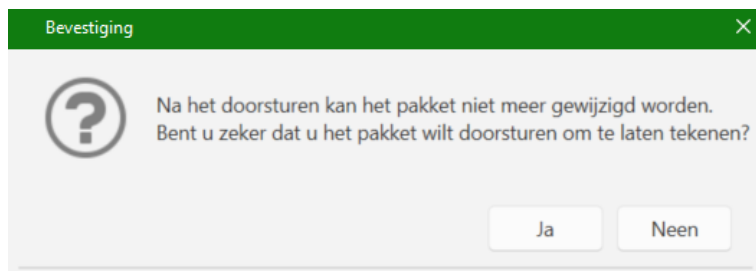 Bevestiging
Na het doorsturen kan het pakket niet meer gewijzigd worden.
Bent u zeker dat u het pakket wilt doorsturen om te laten tekenen?
Ja
Neen